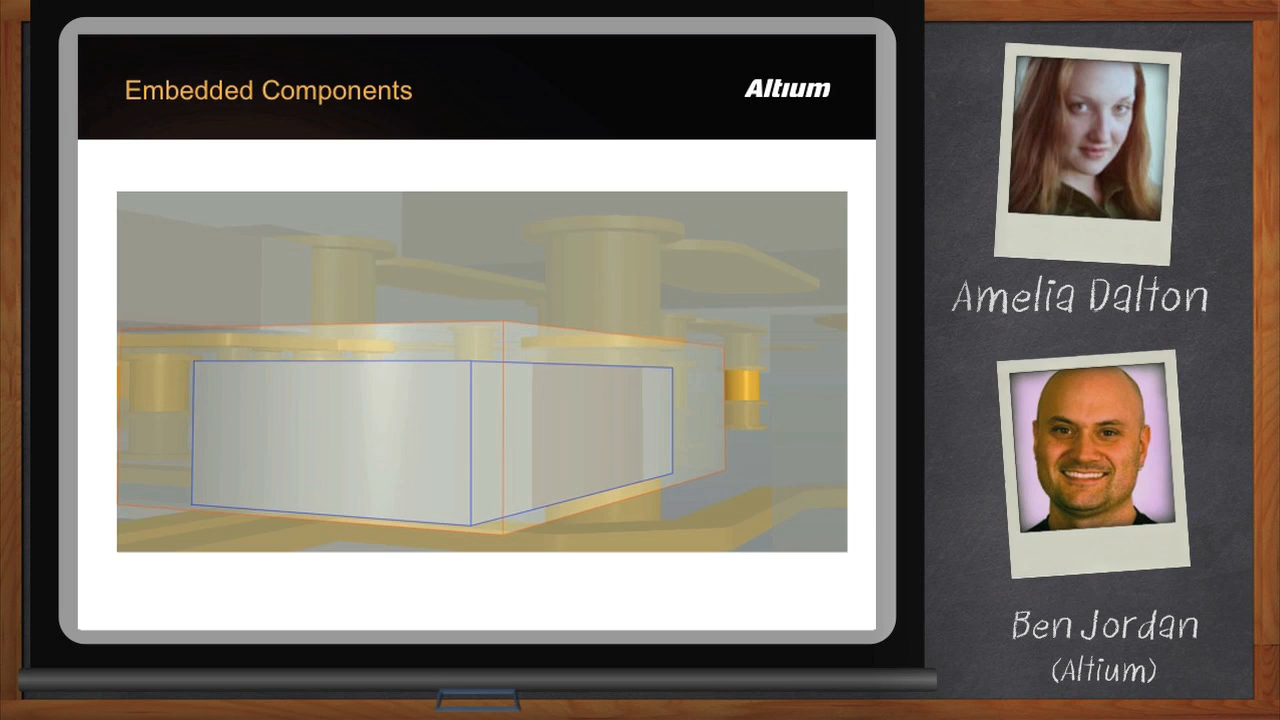 Embedded Components
Altium
Amelia Dalton
Ben Jordan
(Altium)